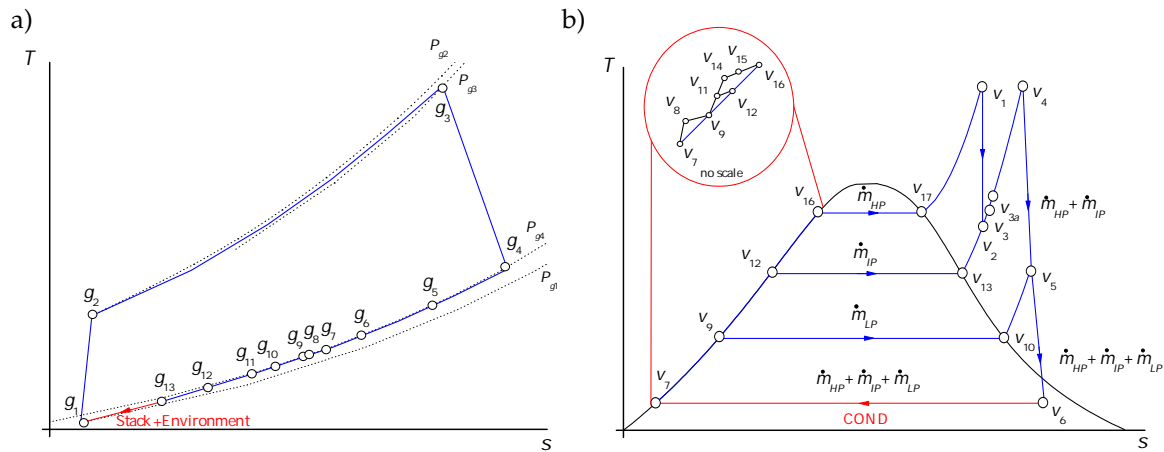 a)
T
P_g2
P_g3
g_3
P_g4
g_4
P_g1
g_2
g_5
g_6
g_7
g_8
g_9
g_10
g_11
g_12
g_13
g_1
Stack+Environment
s
b)
T
v_15
v_14
v_16
v_11
v_12
v_8
v_9
v_7
no scale
v_1
v_4
v_16
ṁ_HP
v_17
ṁ_HP + ṁ_IP
v_3a
v_3
v_2
v_12
ṁ_IP
v_13
v_5
v_9
ṁ_LP
v_10
v_7
ṁ_HP + ṁ_IP + ṁ_LP
ṁ_HP + ṁ_IP + ṁ_LP
COND
v_6
s